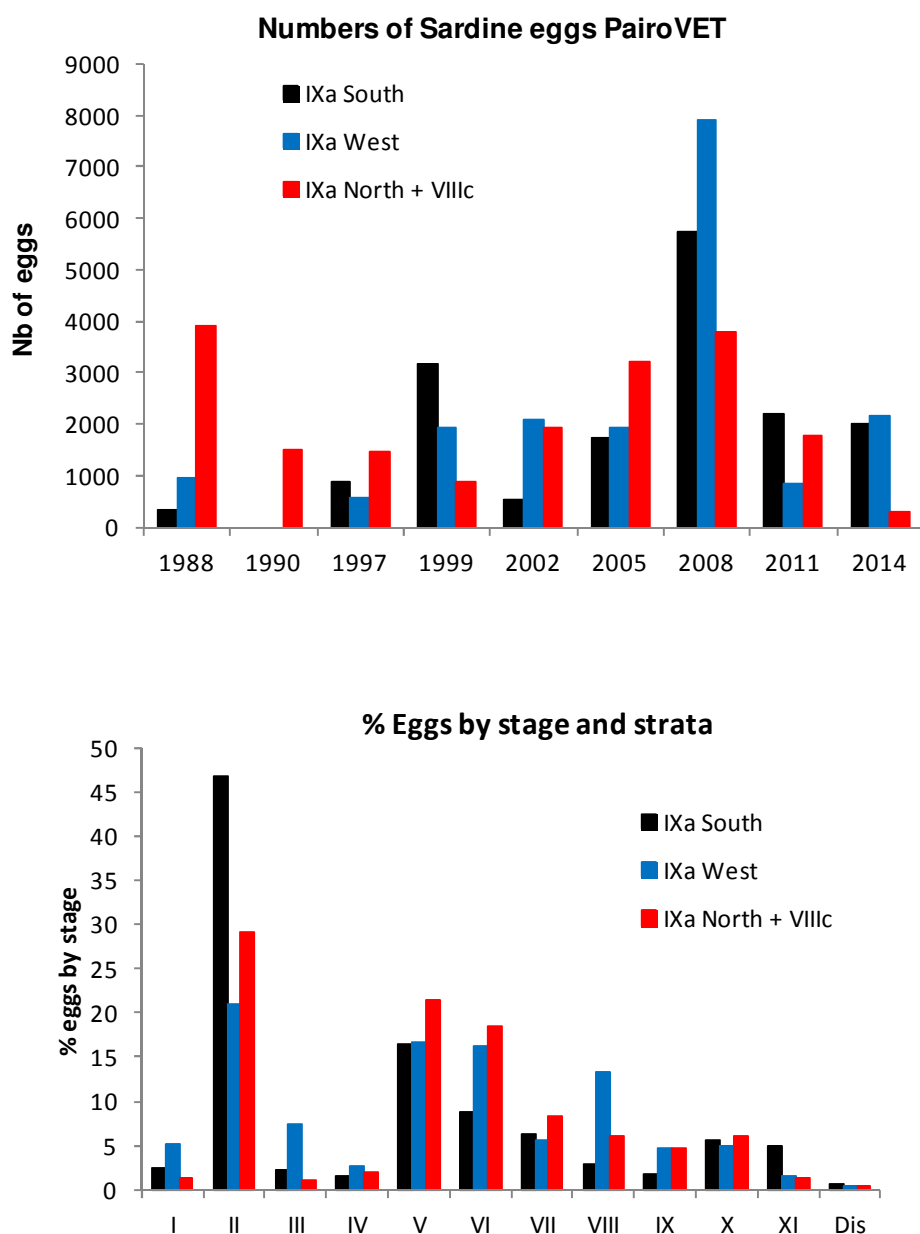 Numbers of Sardine eggs PairoVET
9000
8000
7000
6000
5000
4000
3000
2000
1000
0
Nb of eggs
IXa South
IXa West
IXa North + VIIIc
1988 1990 1997 1999 2002 2005 2008 2011 2014
% Eggs by stage and strata
50
45
40
35
30
25
20
15
10
5
0
% eggs by stage
IXa South
IXa West
IXa North + VIIIc
I II III IV V VI VII VIII IX X XI Dis